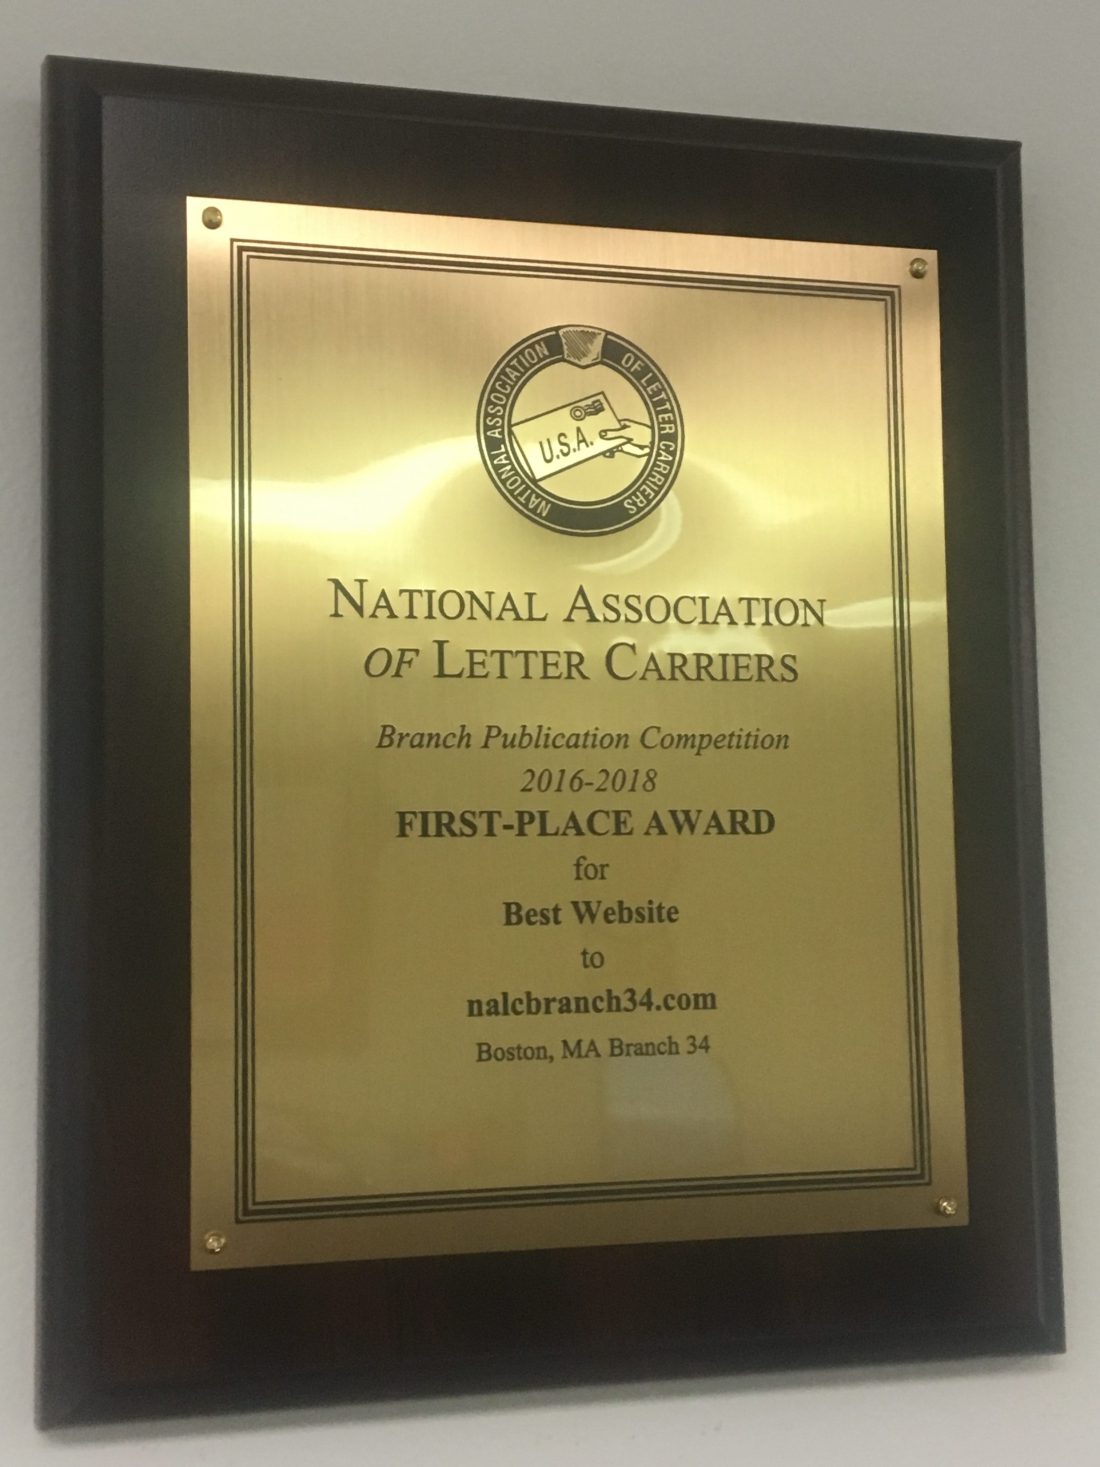 NATIONAL ASSOCIATION OF LETTER CARRIERS
U.S.A.
NATIONAL ASSOCIATION
OF LETTER CARRIERS
Branch Publication Competition
2016-2018
FIRST-PLACE AWARD
for
Best Website
to
nalcbranch34.com
Boston, MA Branch 34